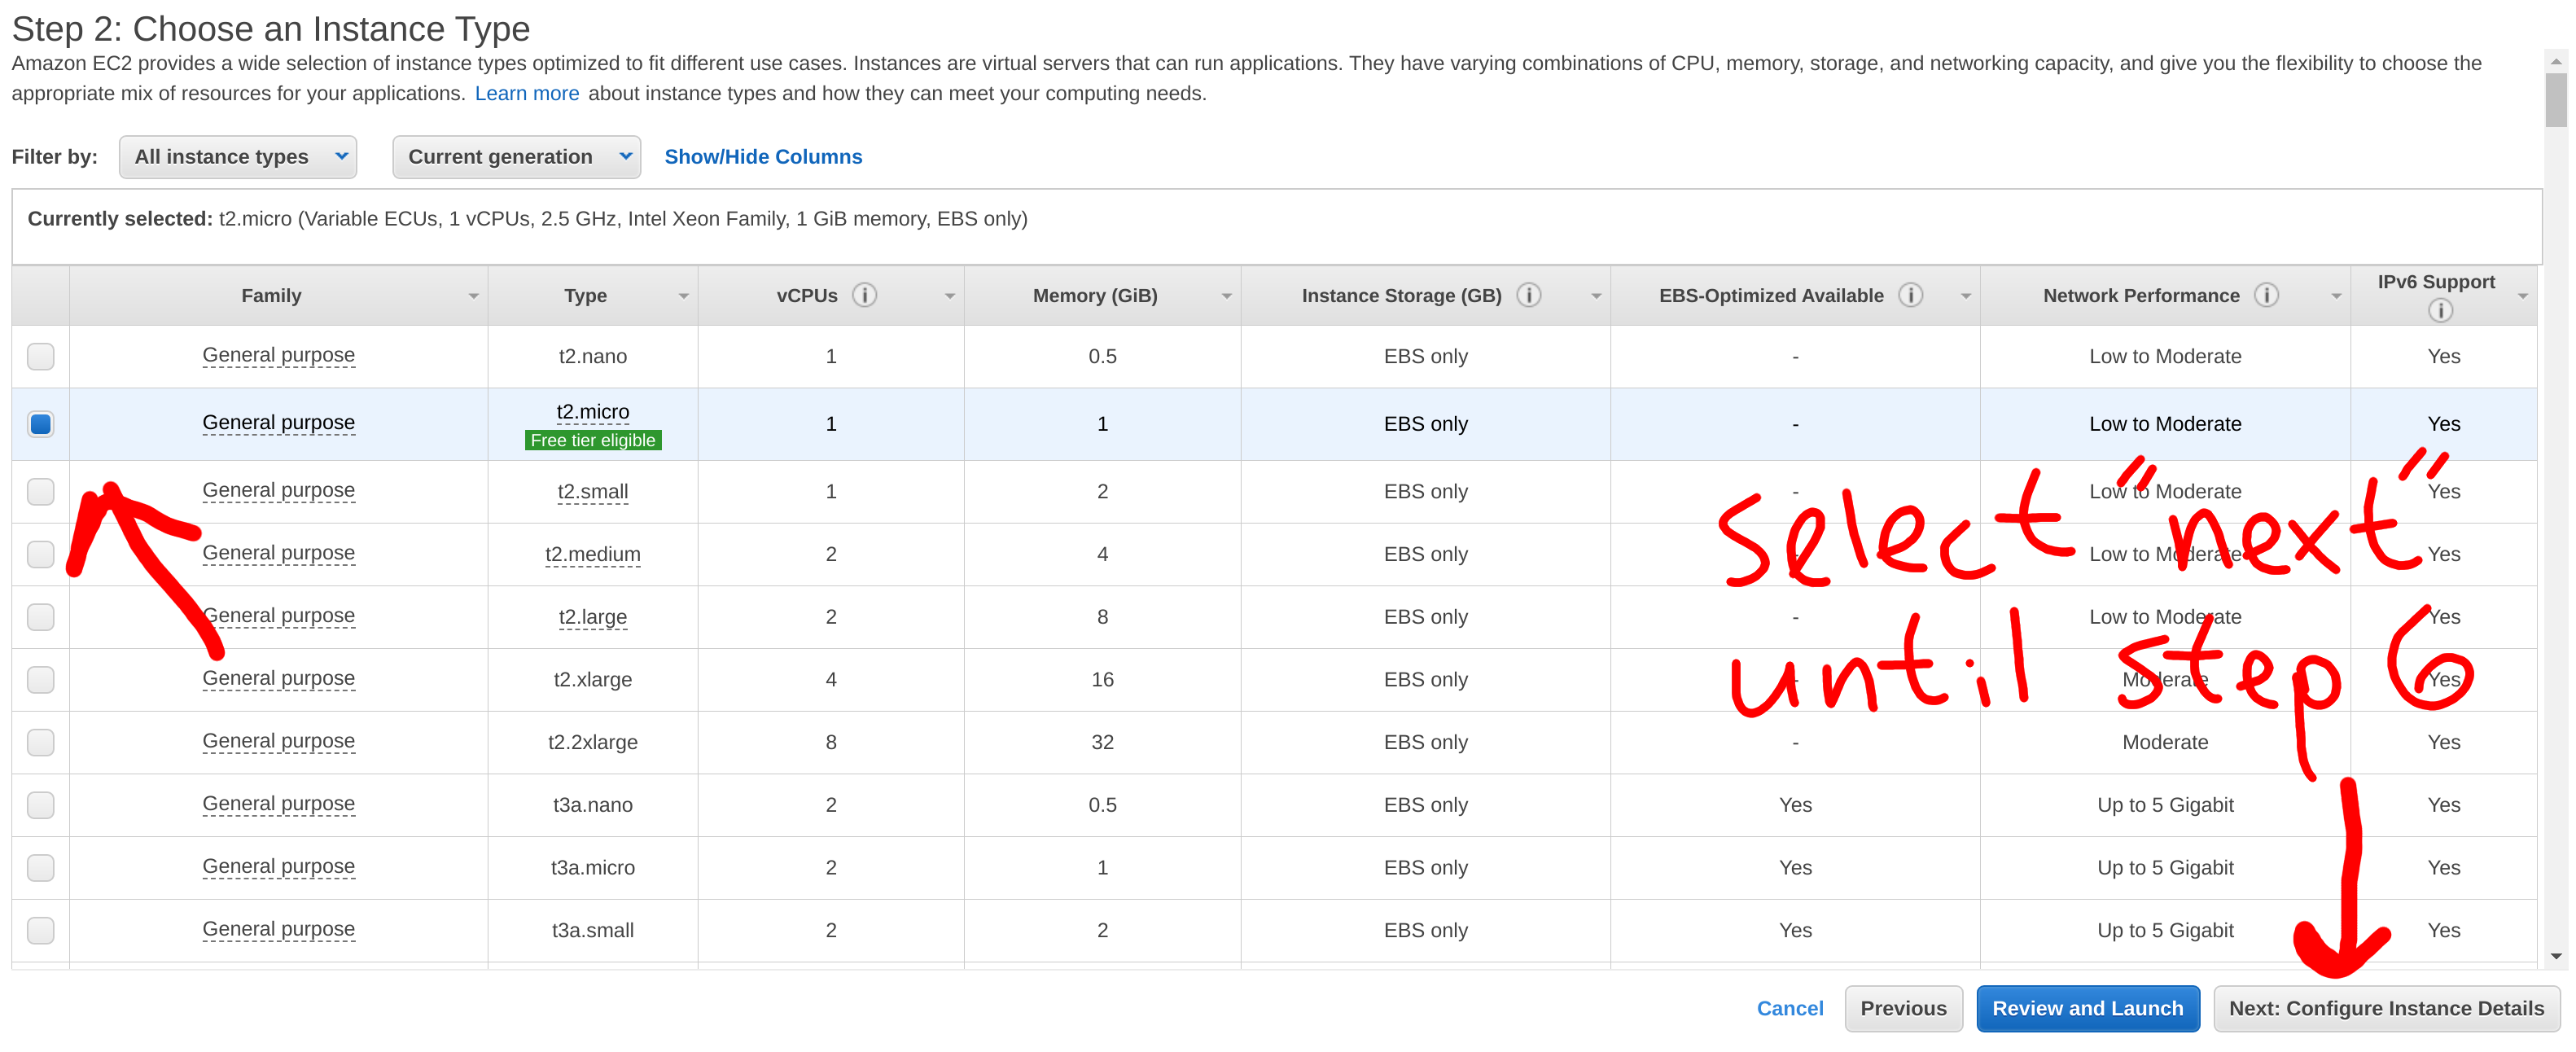 Step 2: Choose an Instance Type
Amazon EC2 provides a wide selection of instance types optimized to fit different use cases. Instances are virtual servers that can run applications. They have varying combinations of CPU, memory, storage, and networking capacity, and give you the flexibility to choose the
appropriate mix of resources for your applications. Learn more about instance types and how they can meet your computing needs.
Filter by: All instance types Current generation Show/Hide Columns
Currently selected: t2.micro (Variable ECUs, 1 vCPUs, 2.5 GHz, Intel Xeon Family, 1 GiB memory, EBS only)
Family Type vCPUs Memory (GiB) Instance Storage (GB) EBS-Optimized Available Network Performance IPv6 Support
General purpose t2.nano 1 0.5 EBS only - Low to Moderate Yes
General purpose t2.micro Free tier eligible 1 1 EBS only - Low to Moderate Yes
General purpose t2.small 1 2 EBS only - Low to Moderate Yes
select "next"
General purpose t2.medium 2 4 EBS only - Low to Moderate Yes
General purpose t2.large 2 8 EBS only - Low to Moderate Yes
until step 6
General purpose t2.xlarge 4 16 EBS only - Moderate Yes
General purpose t2.2xlarge 8 32 EBS only - Moderate Yes
General purpose t3a.nano 2 0.5 EBS only Yes Up to 5 Gigabit Yes
General purpose t3a.micro 2 1 EBS only Yes Up to 5 Gigabit Yes
General purpose t3a.small 2 2 EBS only Yes Up to 5 Gigabit Yes
Cancel Previous Review and Launch Next: Configure Instance Details